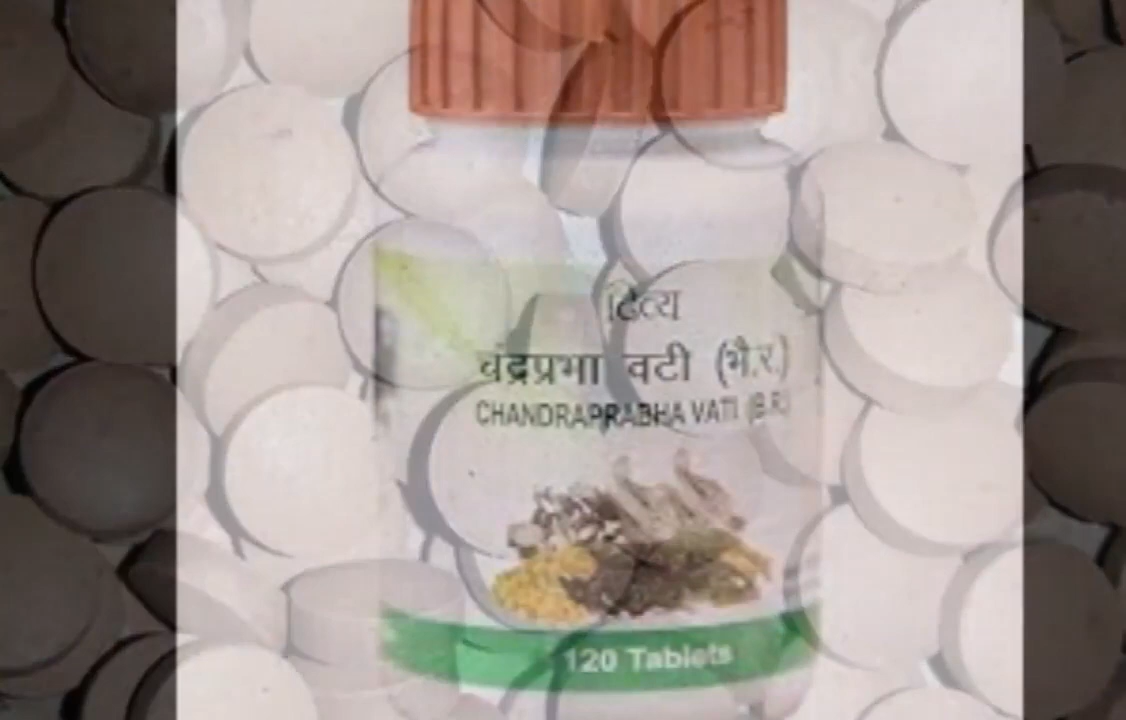 दिव्य
चंद्रप्रभा वटी (भै.र.)
CHANDRAPRABHA VATI (B.R.)
120 Tablets